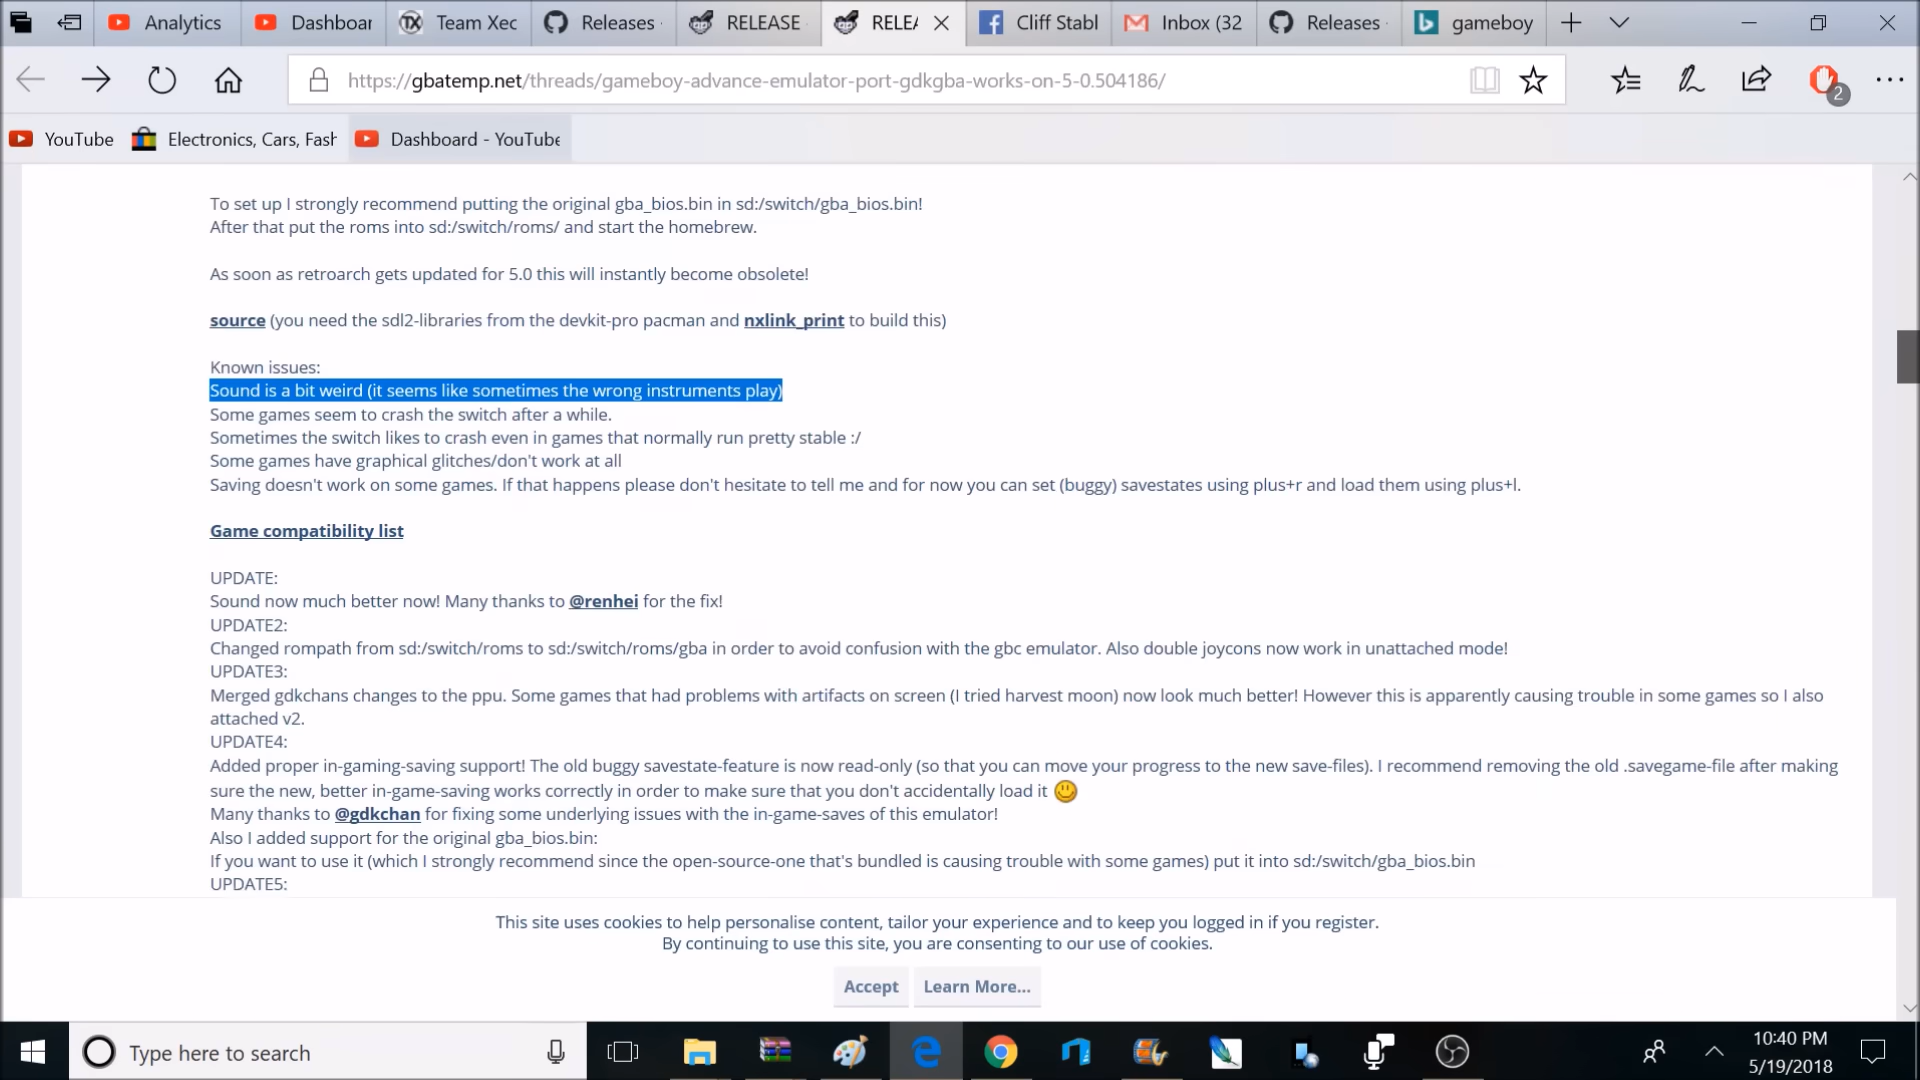 Analytics
Dashboar
TX
Team Xec
Releases
RELEASE
RELEA
Cliff Stabl
Inbox (32
Releases
gameboy
https://gbatemp.net/threads/gameboy-advance-emulator-port-gdkgba-works-on-5-0.504186/
2
YouTube
Electronics, Cars, Fash
Dashboard - YouTube
To set up I strongly recommend putting the original gba_bios.bin in sd:/switch/gba_bios.bin!
After that put the roms into sd:/switch/roms/ and start the homebrew.
As soon as retroarch gets updated for 5.0 this will instantly become obsolete!
source (you need the sdl2-libraries from the devkit-pro pacman and nxlink_print to build this)
Known issues:
Sound is a bit weird (it seems like sometimes the wrong instruments play)
Some games seem to crash the switch after a while.
Sometimes the switch likes to crash even in games that normally run pretty stable :/
Some games have graphical glitches/don't work at all
Saving doesn't work on some games. If that happens please don't hesitate to tell me and for now you can set (buggy) savestates using plus+r and load them using plus+l.
Game compatibility list
UPDATE:
Sound now much better now! Many thanks to @renhei for the fix!
UPDATE2:
Changed rompath from sd:/switch/roms to sd:/switch/roms/gba in order to avoid confusion with the gbc emulator. Also double joycons now work in unattached mode!
UPDATE3:
Merged gdkchans changes to the ppu. Some games that had problems with artifacts on screen (I tried harvest moon) now look much better! However this is apparently causing trouble in some games so I also
attached v2.
UPDATE4:
Added proper in-gaming-saving support! The old buggy savestate-feature is now read-only (so that you can move your progress to the new save-files). I recommend removing the old .savegame-file after making
sure the new, better in-game-saving works correctly in order to make sure that you don't accidentally load it
Many thanks to @gdkchan for fixing some underlying issues with the in-game-saves of this emulator!
Also I added support for the original gba_bios.bin:
If you want to use it (which I strongly recommend since the open-source-one that's bundled is causing trouble with some games) put it into sd:/switch/gba_bios.bin
UPDATE5:
This site uses cookies to help personalise content, tailor your experience and to keep you logged in if you register.
By continuing to use this site, you are consenting to our use of cookies.
Accept
Learn More...
Type here to search
10:40 PM
5/19/2018